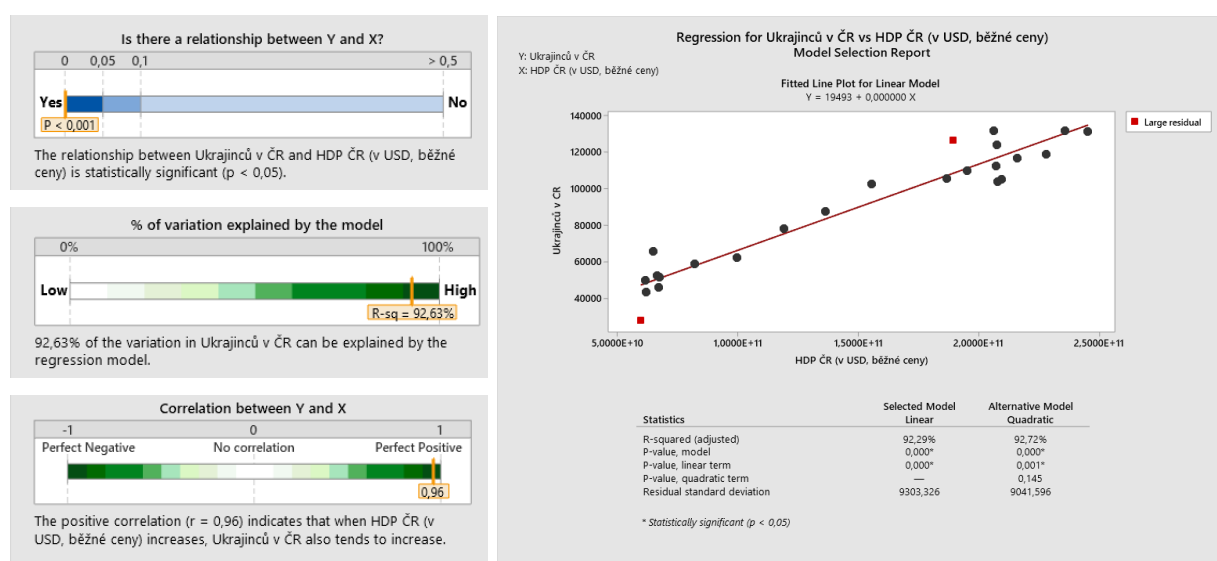 Is there a relationship between Y and X?
0 0,05 0,1 > 0,5
Yes No
P < 0,001
The relationship between Ukrajinců v ČR and HDP ČR (v USD, běžné
ceny) is statistically significant (p < 0,05).
% of variation explained by the model
0% 100%
Low High
R-sq = 92,63%
92,63% of the variation in Ukrajinců v ČR can be explained by the
regression model.
Correlation between Y and X
-1 0 1
Perfect Negative No correlation Perfect Positive
0,96
The positive correlation (r = 0,96) indicates that when HDP ČR (v
USD, běžné ceny) increases, Ukrajinců v ČR also tends to increase.
Regression for Ukrajinců v ČR vs HDP ČR (v USD, běžné ceny)
Model Selection Report
Y: Ukrajinců v ČR
X: HDP ČR (v USD, běžné ceny)
Fitted Line Plot for Linear Model
Y = 19493 + 0,000000 X
140000
120000
100000
80000
60000
40000
Ukrajinců v ČR
5,0000E+10 1,0000E+11 1,5000E+11 2,0000E+11 2,5000E+11
HDP ČR (v USD, běžné ceny)
Large residual
Selected Model Alternative Model
Statistics Linear Quadratic
R-squared (adjusted) 92,29% 92,72%
P-value, model 0,000* 0,000*
P-value, linear term 0,000* 0,001*
P-value, quadratic term — 0,145
Residual standard deviation 9303,326 9041,596
* Statistically significant (p < 0,05)